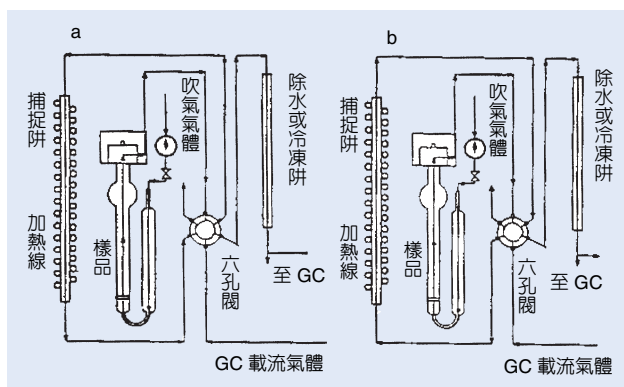 a
吹氣氣體
捕捉阱
除水或冷凍阱
加熱線
樣品
六孔閥
至 GC
GC 載流氣體
b
吹氣氣體
捕捉阱
除水或冷凍阱
加熱線
樣品
六孔閥
至 GC
GC 載流氣體